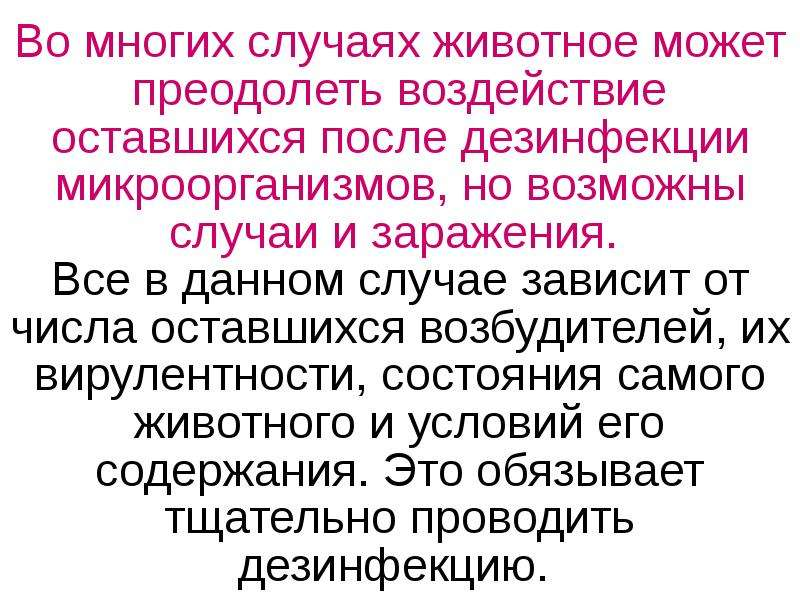 Во многих случаях животное может
преодолеть воздействие
оставшихся после дезинфекции
микроорганизмов, но возможны
случаи и заражения.
Все в данном случае зависит от
числа оставшихся возбудителей, их
вирулентности, состояния самого
животного и условий его
содержания. Это обязывает
тщательно проводить
дезинфекцию.